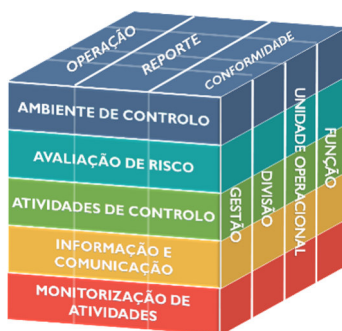 OPERAÇÃO
REPORTE
CONFORMIDADE
AMBIENTE DE CONTROLO
AVALIAÇÃO DE RISCO
ATIVIDADES DE CONTROLO
INFORMAÇÃO E
COMUNICAÇÃO
MONITORIZAÇÃO DE
ATIVIDADES
GESTÃO
DIVISÃO
UNIDADE OPERACIONAL
FUNÇÃO